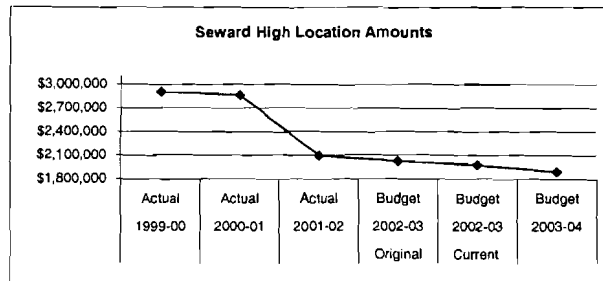 Seward High Location Amounts
$3,000,000
$2,700,000
$2,400,000
$2,100,000
$1,800,000
Actual Actual Actual Budget Budget Budget
1999-00 2000-01 2001-02 2002-03 2002-03 2003-04
Original Current